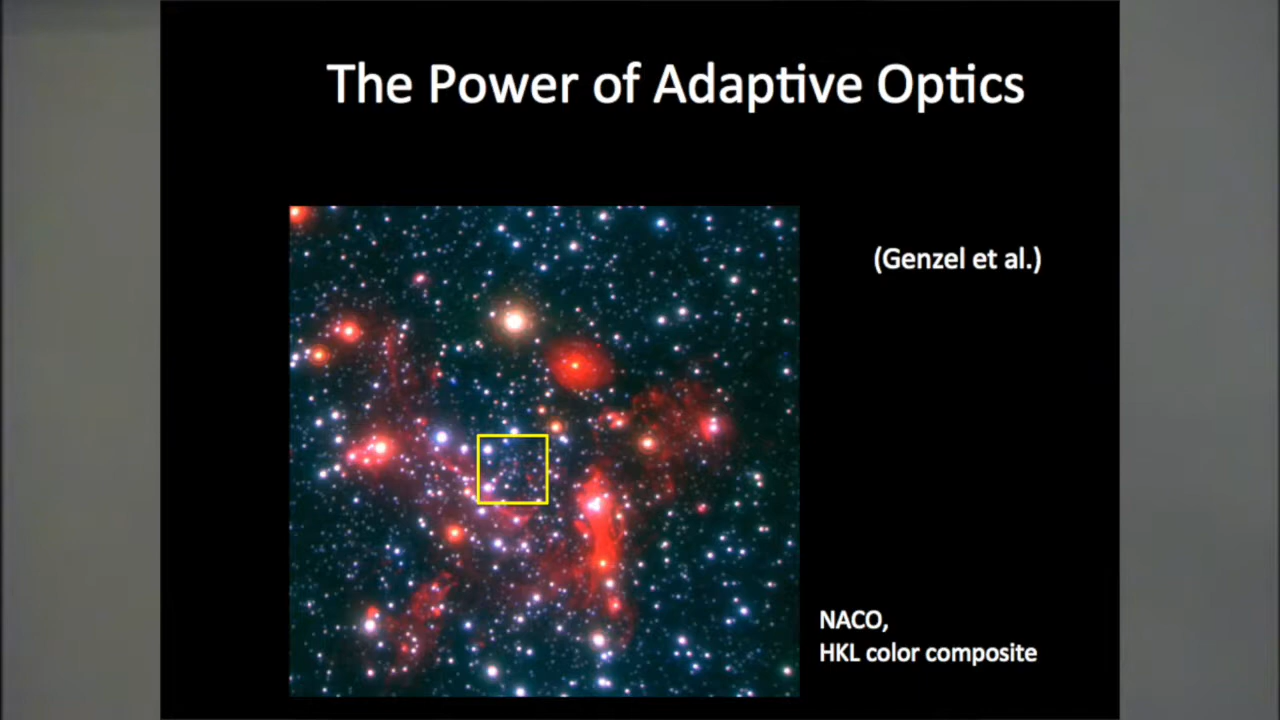 The Power of Adaptive Optics
(Genzel et al.)
NACO,
HKL color composite